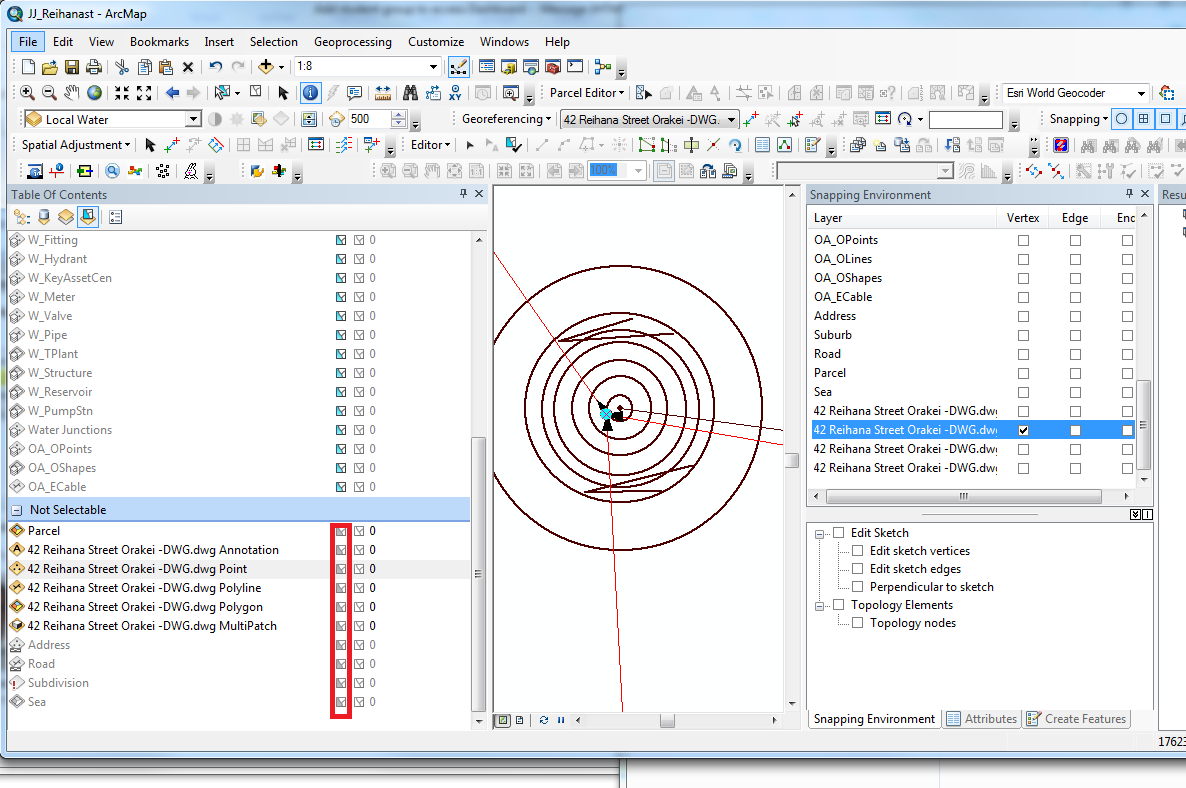 JJ_Reihanast - ArcMap
File Edit View Bookmarks Insert Selection Geoprocessing Customize Windows Help
1:8
Parcel Editor Esri World Geocoder
Local Water 500 Georeferencing 42 Reihana Street Orakei -DWG. Snapping
Spatial Adjustment Editor
100%
Table Of Contents
W_Fitting 0
W_Hydrant 0
W_KeyAssetCen 0
W_Meter 0
W_Valve 0
W_Pipe 0
W_TPlant 0
W_Structure 0
W_Reservoir 0
W_PumpStn 0
Water Junctions 0
OA_OPoints 0
OA_OShapes 0
OA_ECable 0
Not Selectable
Parcel 0
42 Reihana Street Orakei -DWG.dwg Annotation 0
42 Reihana Street Orakei -DWG.dwg Point 0
42 Reihana Street Orakei -DWG.dwg Polyline 0
42 Reihana Street Orakei -DWG.dwg Polygon 0
42 Reihana Street Orakei -DWG.dwg MultiPatch 0
Address 0
Road 0
Subdivision 0
Sea 0
Snapping Environment
Layer Vertex Edge End
OA_OPoints
OA_OLines
OA_OShapes
OA_ECable
Address
Suburb
Road
Parcel
Sea
42 Reihana Street Orakei -DWG.dwg
42 Reihana Street Orakei -DWG.dwg
42 Reihana Street Orakei -DWG.dwg
42 Reihana Street Orakei -DWG.dwg
Edit Sketch
Edit sketch vertices
Edit sketch edges
Perpendicular to sketch
Topology Elements
Topology nodes
Snapping Environment Attributes Create Features
Resu
17623